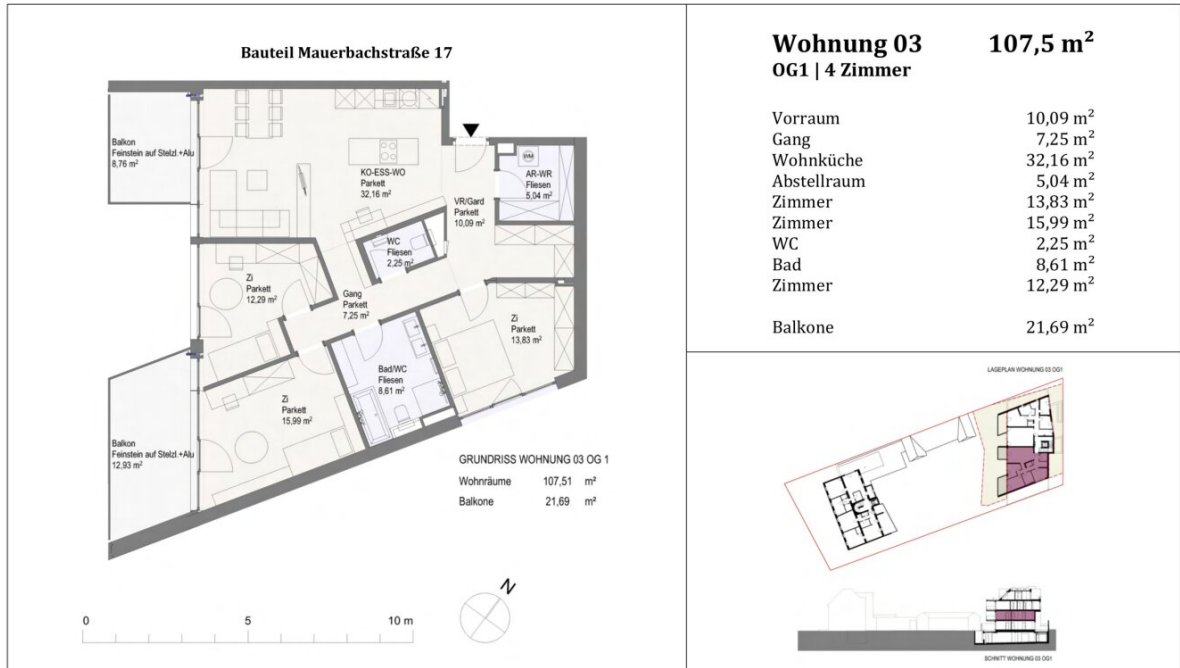 Bauteil Mauerbachstraße 17
Balkon
Feinstein auf Stelzl.+Alu
8,76 m²
KO-ESS-WO
Parkett
32,16 m²
WM
AR-WR
Fliesen
5,04 m²
VR/Gard
Parkett
10,09 m²
WC
Fliesen
2,25 m²
Zi
Parkett
12,29 m²
Gang
Parkett
7,25 m²
Zi
Parkett
13,83 m²
Bad/WC
Fliesen
8,61 m²
Zi
Parkett
15,99 m²
Balkon
Feinstein auf Stelzl.+Alu
12,93 m²
GRUNDRISS WOHNUNG 03 OG 1
Wohnräume 107,51 m²
Balkone 21,69 m²
N
0 5 10 m
Wohnung 03 107,5 m²
OG1 | 4 Zimmer
Vorraum 10,09 m²
Gang 7,25 m²
Wohnküche 32,16 m²
Abstellraum 5,04 m²
Zimmer 13,83 m²
Zimmer 15,99 m²
WC 2,25 m²
Bad 8,61 m²
Zimmer 12,29 m²
Balkone 21,69 m²
LAGEPLAN WOHNUNG 03 OG1
SCHNITT WOHNUNG 03 OG1